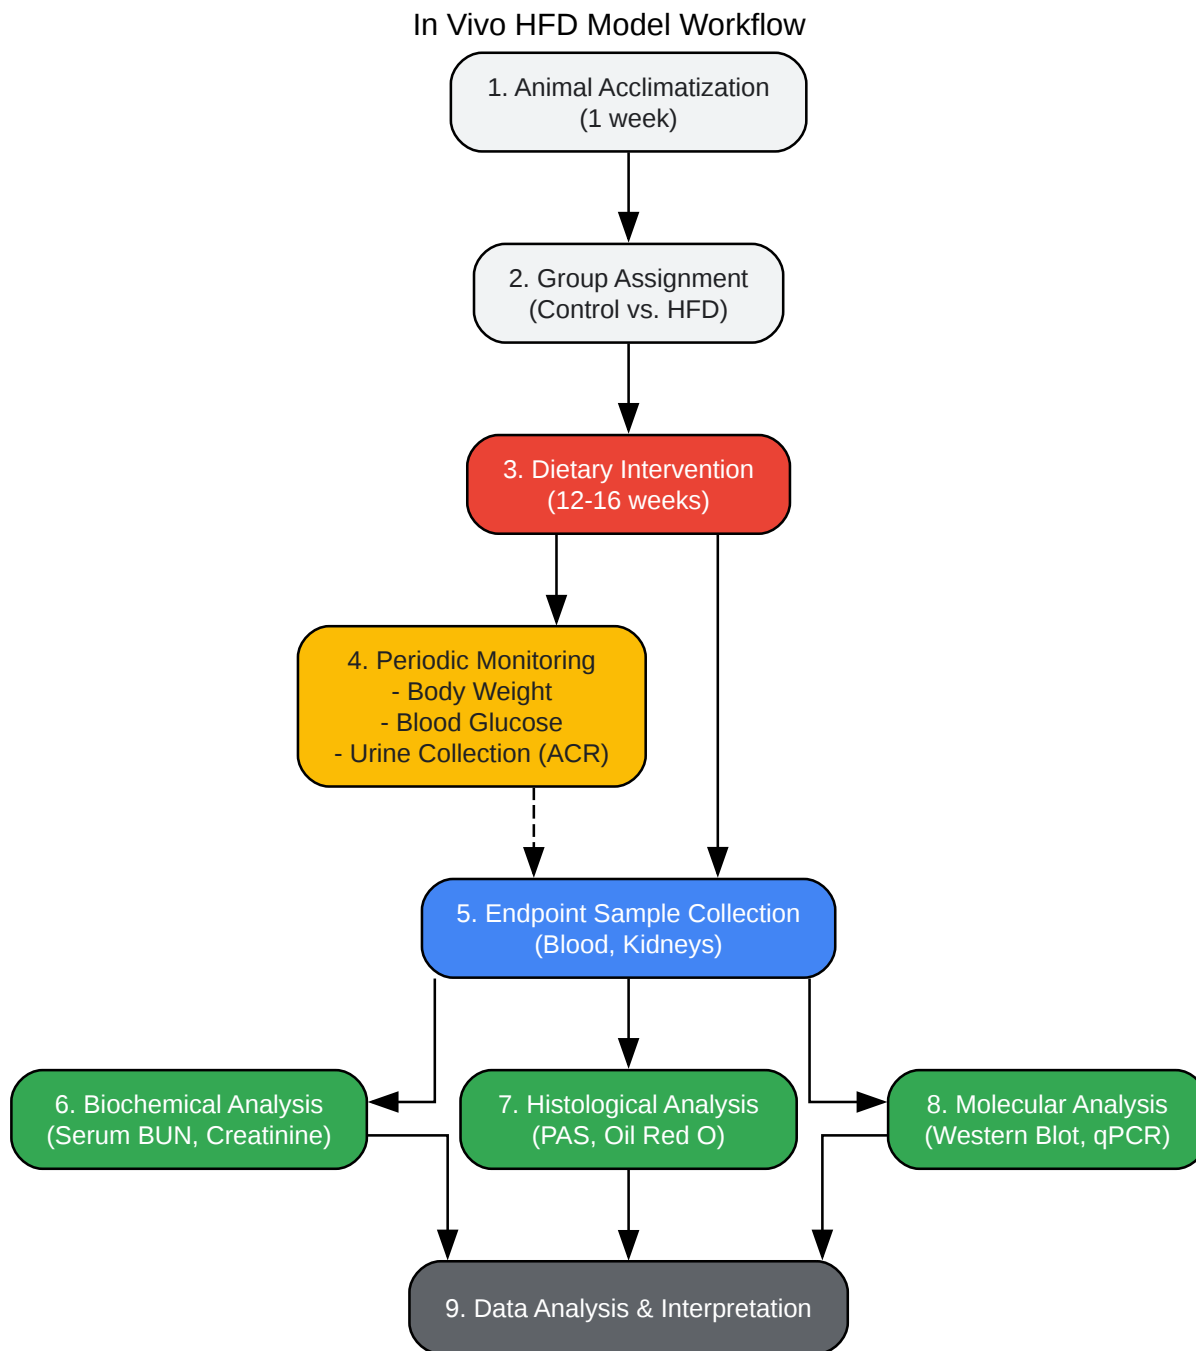 In Vivo HFD Model Workflow
1. Animal Acclimatization
(1 week)
2. Group Assignment
(Control vs. HFD)
3. Dietary Intervention
(12-16 weeks)
4. Periodic Monitoring
- Body Weight
- Blood Glucose
- Urine Collection (ACR)
5. Endpoint Sample Collection
(Blood, Kidneys)
6. Biochemical Analysis
(Serum BUN, Creatinine)
7. Histological Analysis
(PAS, Oil Red O)
8. Molecular Analysis
(Western Blot, qPCR)
9. Data Analysis & Interpretation